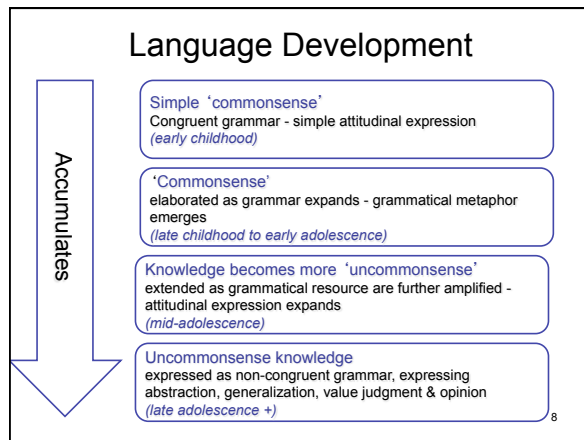 Language Development
Accumulates
Simple ‘commonsense’
Congruent grammar - simple attitudinal expression
(early childhood)
‘Commonsense’
elaborated as grammar expands - grammatical metaphor
emerges
(late childhood to early adolescence)
Knowledge becomes more ‘uncommonsense’
extended as grammatical resource are further amplified -
attitudinal expression expands
(mid-adolescence)
Uncommonsense knowledge
expressed as non-congruent grammar, expressing
abstraction, generalization, value judgment & opinion
(late adolescence +)
8